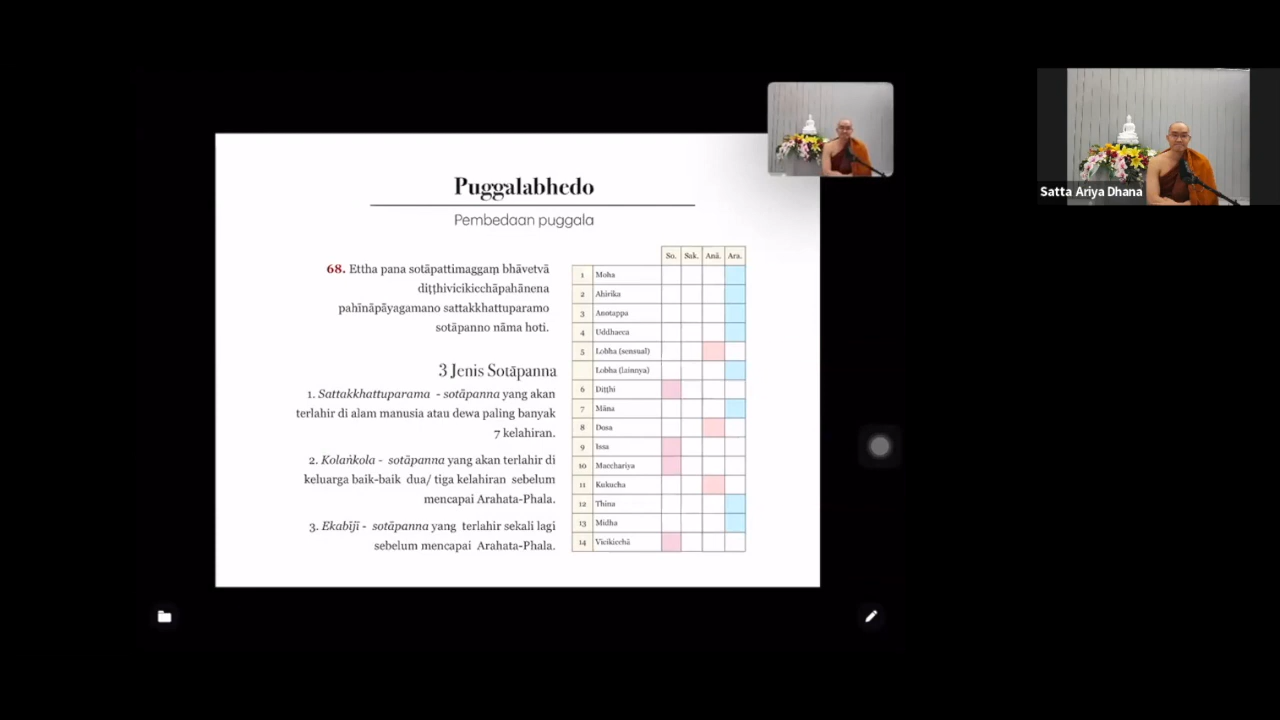 Puggalabhedo
Pembedaan puggala
68. Ettha pana sotāpattimaggaṃ bhāvetvā
diṭṭhivicikicchāpahānena
pahīnāpāyagamano sattakkhattuparamo
sotāpanno nāma hoti.
3 Jenis Sotāpanna
1. Sattakkhattuparama - sotāpanna yang akan
terlahir di alam manusia atau dewa paling banyak
7 kelahiran.
2. Kolaṅkola - sotāpanna yang akan terlahir di
keluarga baik-baik dua/ tiga kelahiran sebelum
mencapai Arahata-Phala.
3. Ekabījī - sotāpanna yang terlahir sekali lagi
sebelum mencapai Arahata-Phala.
So. Sak. Anā. Ara.
1 Moha
2 Ahirika
3 Anotappa
4 Uddhacca
5 Lobha (sensual)
Lobha (lainnya)
6 Diṭṭhi
7 Māna
8 Dosa
9 Issa
10 Macchariya
11 Kukucha
12 Thina
13 Midha
14 Vicikicchā
Satta Ariya Dhana